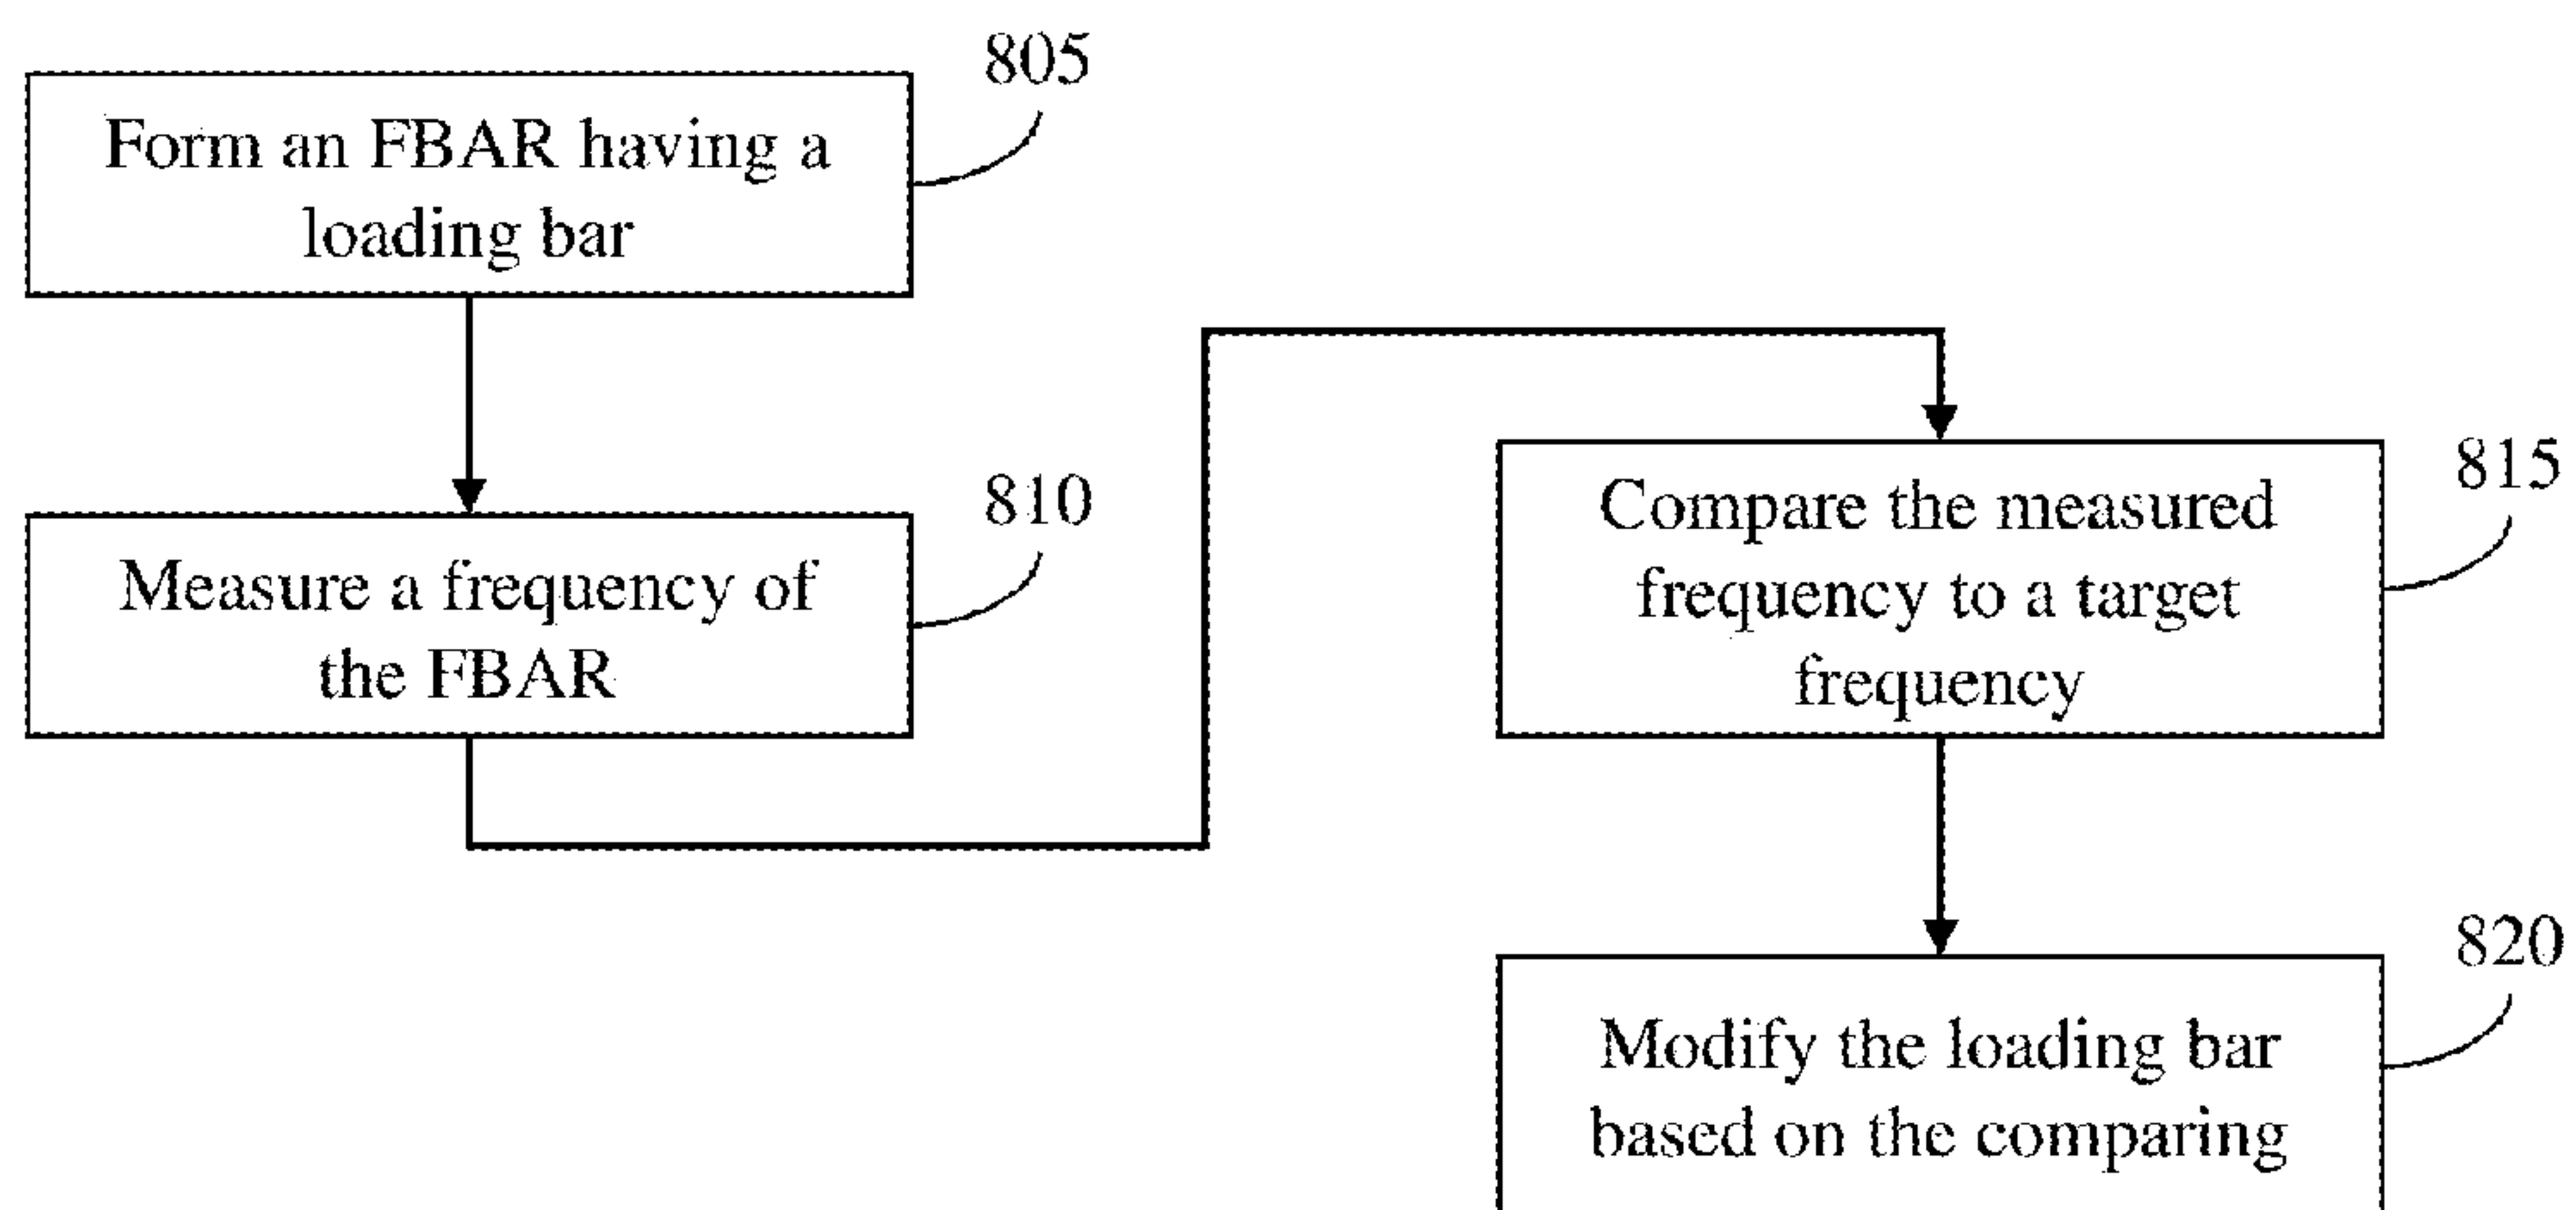 805
Form an FBAR having a
loading bar
810
Measure a frequency of
the FBAR
815
Compare the measured
frequency to a target
frequency
820
Modify the loading bar
based on the comparing